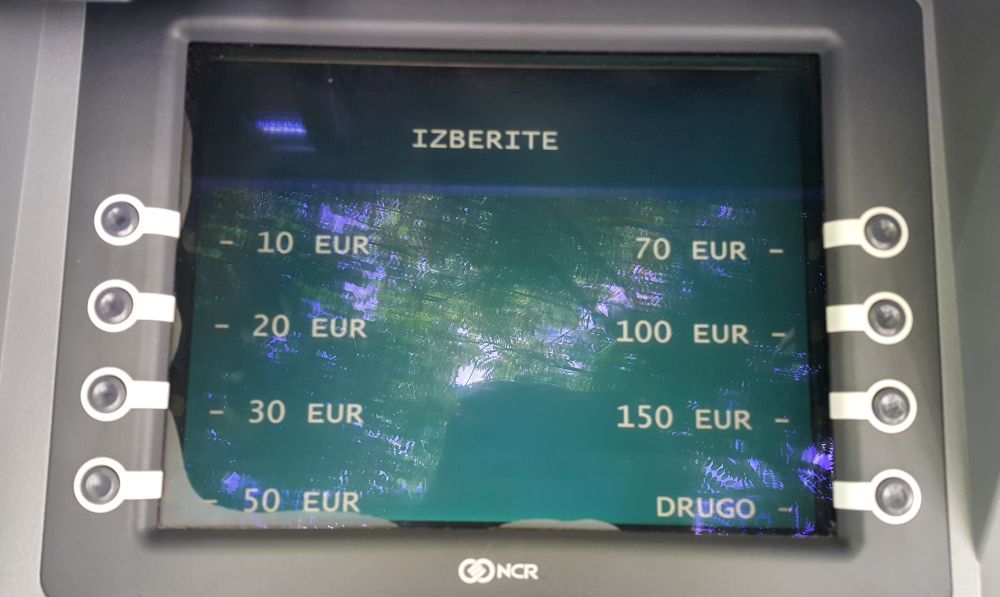 IZBERITE
- 10 EUR
70 EUR -
- 20 EUR
100 EUR -
- 30 EUR
150 EUR -
- 50 EUR
DRUGO -
NCR